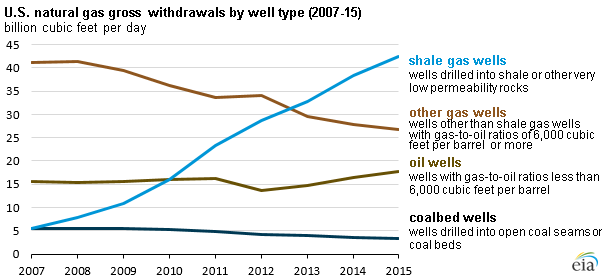 U.S. natural gas gross withdrawals by well type (2007-15)
billion cubic feet per day
45
40
35
30
25
20
15
10
5
0
2007 2008 2009 2010 2011 2012 2013 2014 2015
shale gas wells
wells drilled into shale or other very
low permeability rocks
other gas wells
wells other than shale gas wells
with gas-to-oil ratios of 6,000 cubic
feet per barrel or more
oil wells
wells with gas-to-oil ratios less than
6,000 cubic feet per barrel
coalbed wells
wells drilled into open coal seams or
coal beds
eia